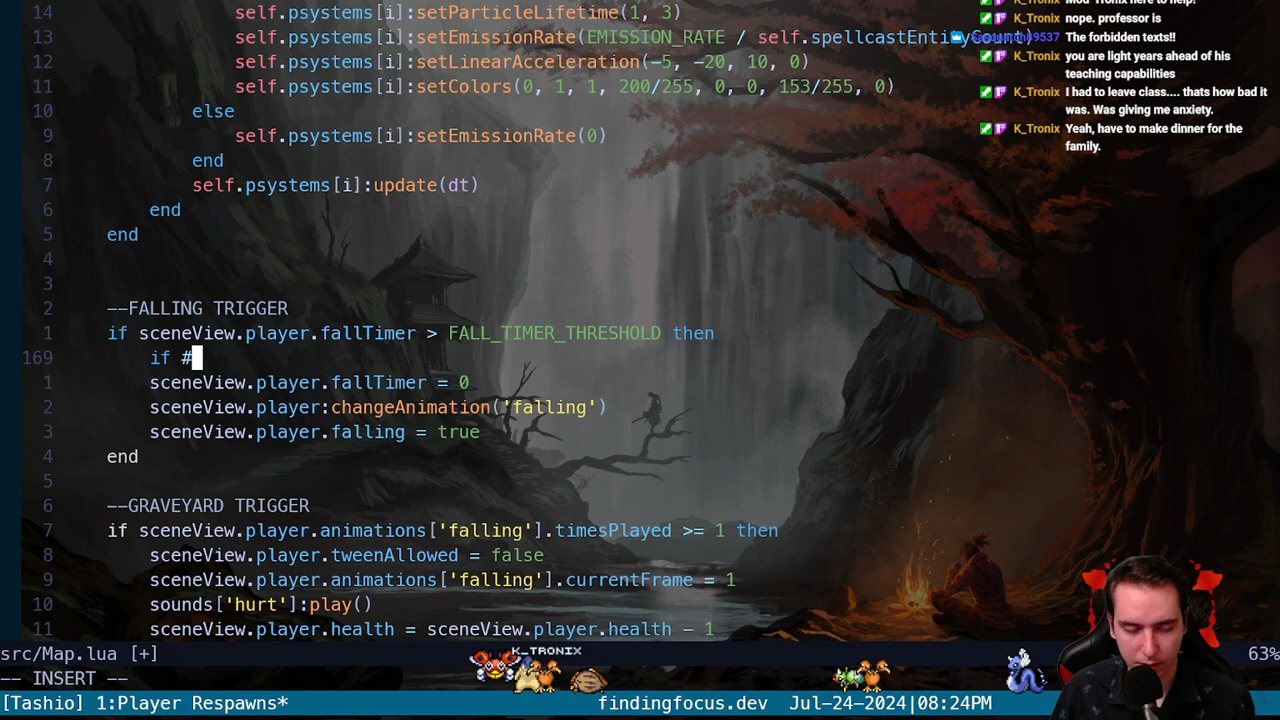 14 self.psystems[i]:setParticleLifetime(1, 3)
13 self.psystems[i]:setEmissionRate(EMISSION_RATE / self.spellcastEntityCount)
12 self.psystems[i]:setLinearAcceleration(-5, -20, 10, 0)
11 self.psystems[i]:setColors(0, 1, 1, 200/255, 0, 0, 153/255, 0)
10 else
9 self.psystems[i]:setEmissionRate(0)
8 end
7 self.psystems[i]:update(dt)
6 end
5 end
4
3
2 --FALLING TRIGGER
1 if sceneView.player.fallTimer > FALL_TIMER_THRESHOLD then
169 if #
1 sceneView.player.fallTimer = 0
2 sceneView.player:changeAnimation('falling')
3 sceneView.player.falling = true
4 end
5
6 --GRAVEYARD TRIGGER
7 if sceneView.player.animations['falling'].timesPlayed >= 1 then
8 sceneView.player.tweenAllowed = false
9 sceneView.player.animations['falling'].currentFrame = 1
10 sounds['hurt']:play()
11 sceneView.player.health = sceneView.player.health - 1
src/Map.lua [+]
63%
-- INSERT --
[Tashio] 1:Player Respawns*
findingfocus.dev Jul-24-2024|08:24PM
K_TRONIX
K_Tronix Mod Tronix here to help!
K_Tronix nope. professor is
The forbidden texts!!
K_Tronix you are light years ahead of his
teaching capabilities
K_Tronix I had to leave class.... thats how bad it
was. Was giving me anxiety.
K_Tronix Yeah, have to make dinner for the
family.